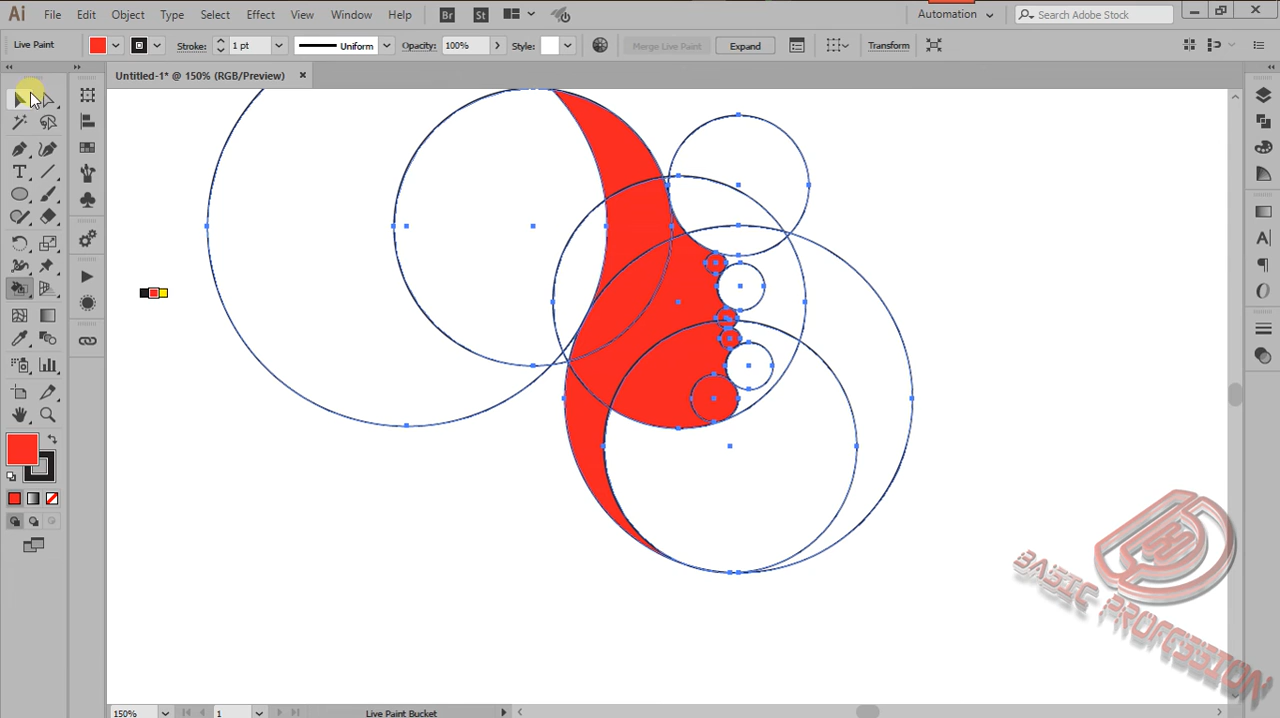 Ai File Edit Object Type Select Effect View Window Help Br St Automation Search Adobe Stock
Live Paint Stroke: 1 pt Uniform Opacity: 100% Style: Merge Live Paint Expand Transform
Untitled-1* @ 150% (RGB/Preview)
BASIC PROFESSION
150% 1 Live Paint Bucket